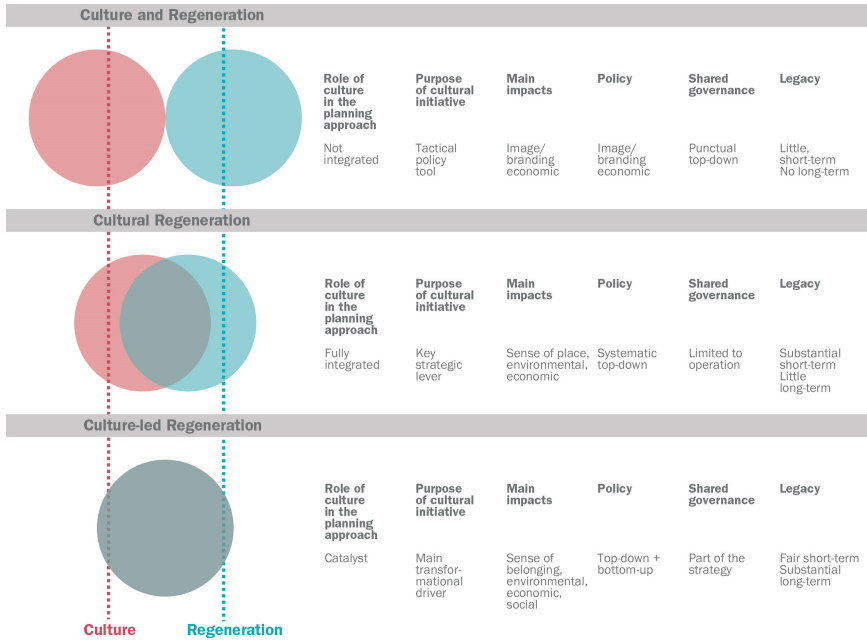 Culture and Regeneration
Role of
culture
in the
planning
approach
Purpose
of cultural
initiative
Main
impacts
Policy
Shared
governance
Legacy
Not
integrated
Tactical
policy
tool
Image/
branding
economic
Image/
branding
economic
Punctual
top-down
Little,
short-term
No long-term
Cultural Regeneration
Role of
culture
in the
planning
approach
Purpose
of cultural
initiative
Main
impacts
Policy
Shared
governance
Legacy
Fully
integrated
Key
strategic
lever
Sense of place,
environmental,
economic
Systematic
top-down
Limited to
operation
Substantial
short-term
Little
long-term
Culture-led Regeneration
Role of
culture
in the
planning
approach
Purpose
of cultural
initiative
Main
impacts
Policy
Shared
governance
Legacy
Catalyst
Main
transfor-
mational
driver
Sense of
belonging,
environmental,
economic,
social
Top-down +
bottom-up
Part of the
strategy
Fair short-term
Substantial
long-term
Culture
Regeneration